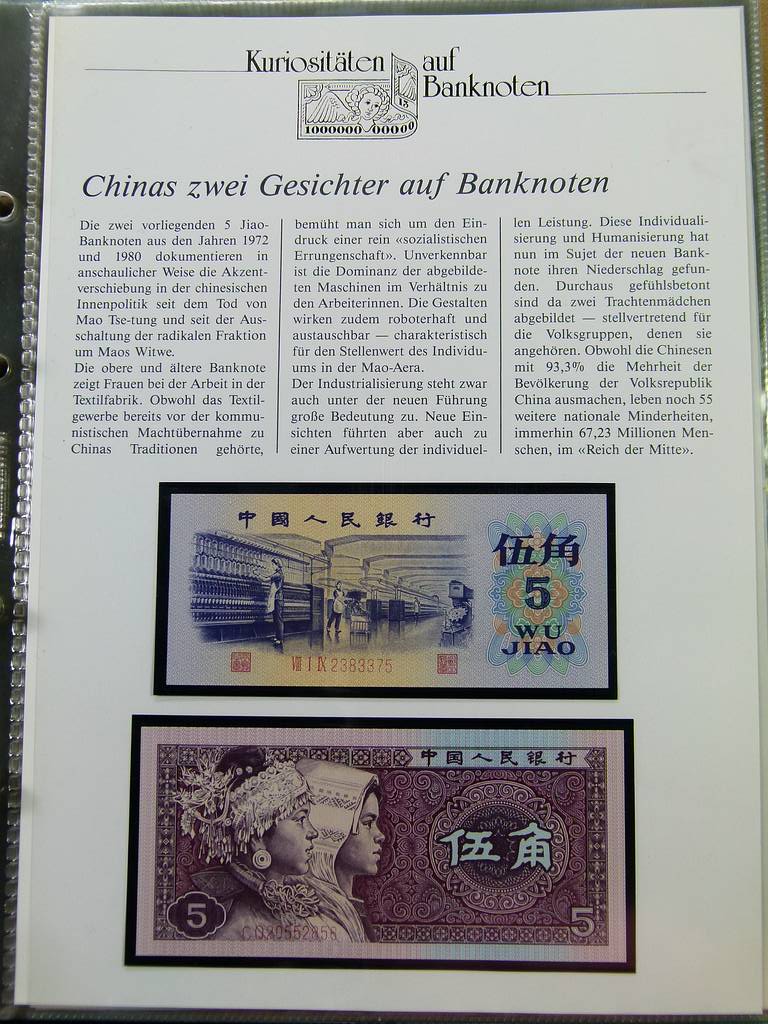 Kuriositäten auf
Banknoten
1000000 00000
13
Chinas zwei Gesichter auf Banknoten
Die zwei vorliegenden 5 Jiao-
Banknoten aus den Jahren 1972
und 1980 dokumentieren in
anschaulicher Weise die Akzent-
verschiebung in der chinesischen
Innenpolitik seit dem Tod von
Mao Tse-tung und seit der Aus-
schaltung der radikalen Fraktion
um Maos Witwe.
Die obere und ältere Banknote
zeigt Frauen bei der Arbeit in der
Textilfabrik. Obwohl das Textil-
gewerbe bereits vor der kommu-
nistischen Machtübernahme zu
Chinas Traditionen gehörte,
bemüht man sich um den Ein-
druck einer rein «sozialistischen
Errungenschaft». Unverkennbar
ist die Dominanz der abgebilde-
ten Maschinen im Verhältnis zu
den Arbeiterinnen. Die Gestalten
wirken zudem roboterhaft und
austauschbar — charakteristisch
für den Stellenwert des Individu-
ums in der Mao-Aera.
Der Industrialisierung steht zwar
auch unter der neuen Führung
große Bedeutung zu. Neue Ein-
sichten führten aber auch zu
einer Aufwertung der individuel-
len Leistung. Diese Individuali-
sierung und Humanisierung hat
nun im Sujet der neuen Bank-
note ihren Niederschlag gefun-
den. Durchaus gefühlsbetont
sind da zwei Trachtenmädchen
abgebildet — stellvertretend für
die Volksgruppen, denen sie
angehören. Obwohl die Chinesen
mit 93,3% die Mehrheit der
Bevölkerung der Volksrepublik
China ausmachen, leben noch 55
weitere nationale Minderheiten,
immerhin 67,23 Millionen Men-
schen, im «Reich der Mitte».
中國人民銀行
伍角
5
WU
JIAO
VIII I IX 2383375
中国人民银行
伍角
5
5